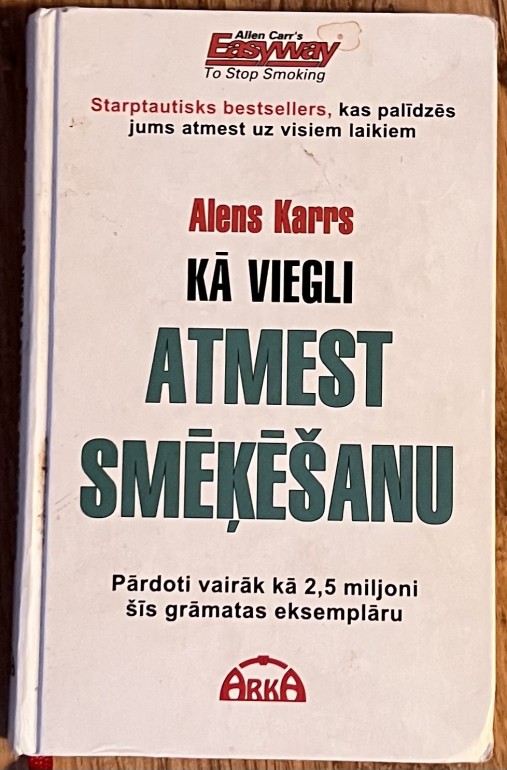 Allen Carr's
Easyway
To Stop Smoking
Starptautisks bestsellers, kas palīdzēs
jums atmest uz visiem laikiem
Alens Karrs
KĀ VIEGLI
ATMEST
SMĒĶĒŠANU
Pārdoti vairāk kā 2,5 miljoni
šīs grāmatas eksemplāru
ARKA